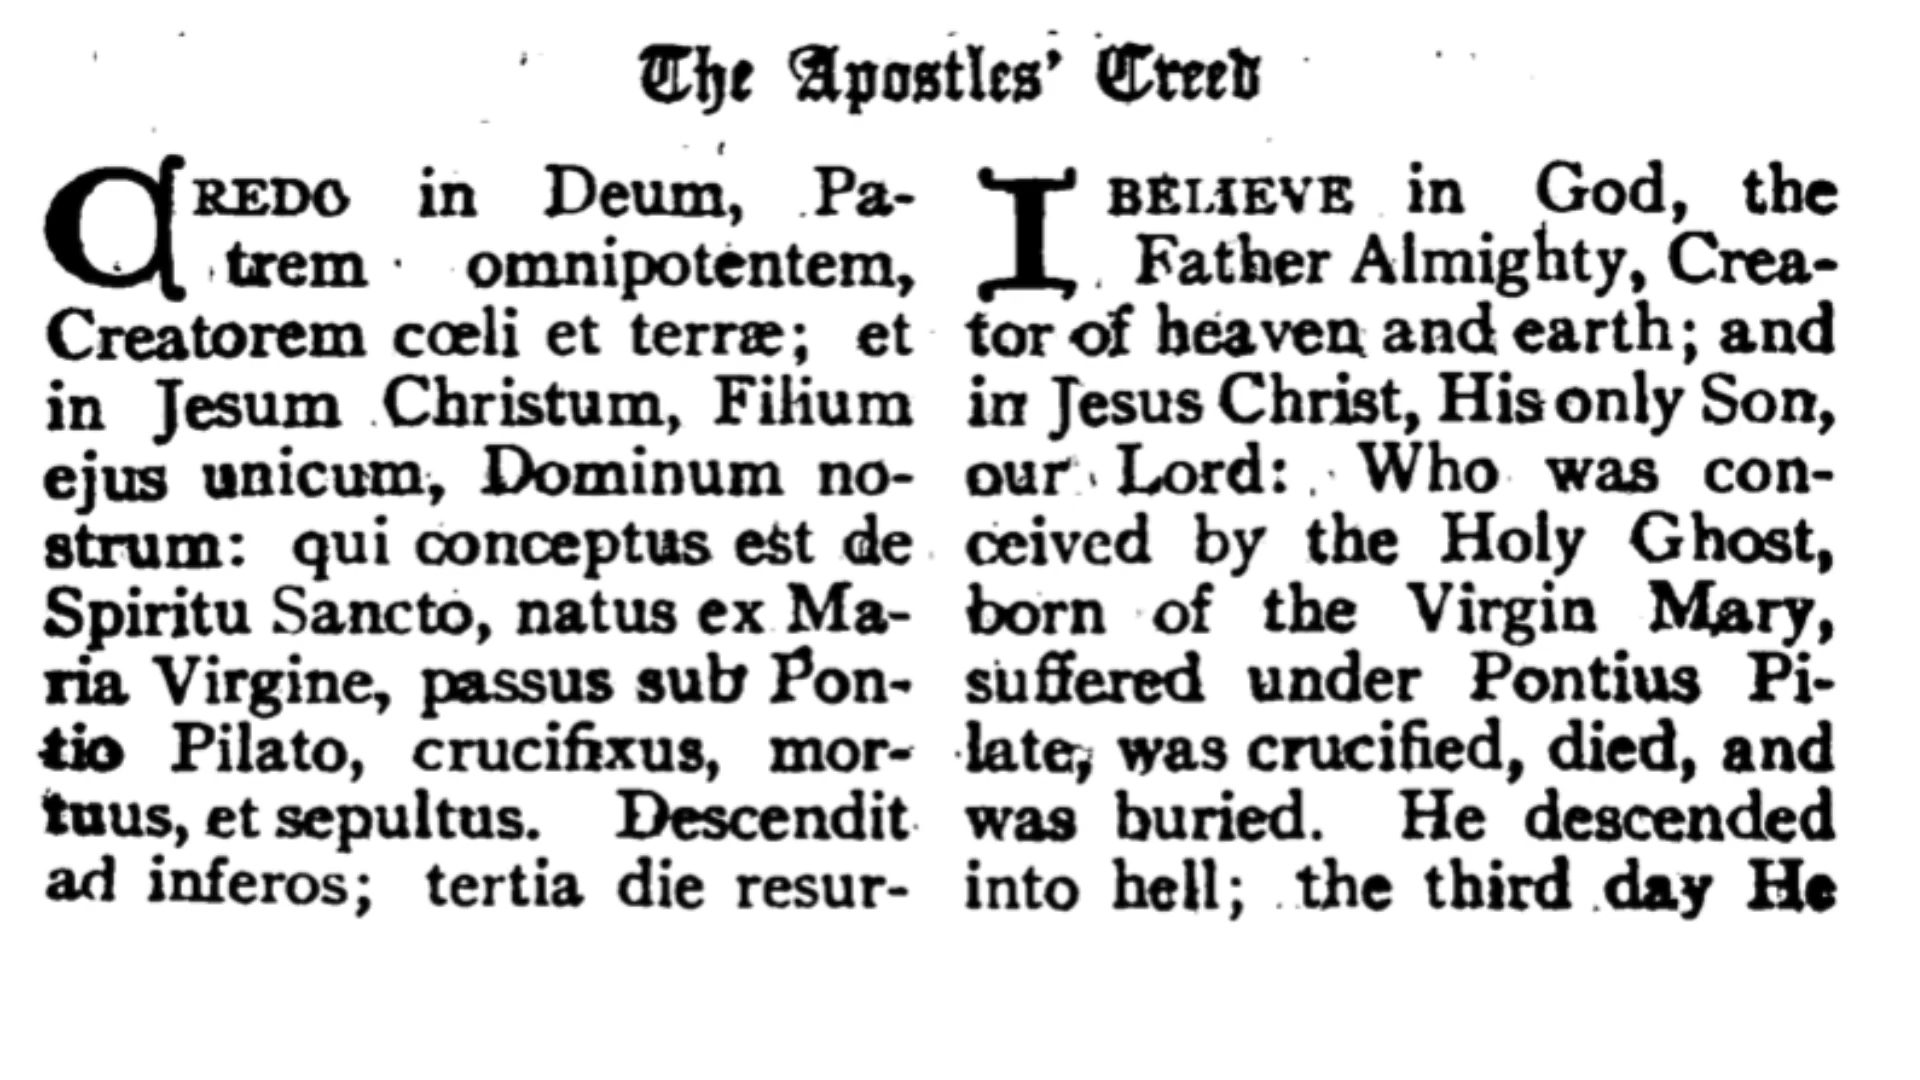 The Apostles' Creed
CREDO in Deum, Pa-
trem omnipotentem,
Creatorem cœli et terræ; et
in Jesum Christum, Filium
ejus unicum, Dominum no-
strum: qui conceptus est de
Spiritu Sancto, natus ex Ma-
ria Virgine, passus sub Pon-
tio Pilato, crucifixus, mor-
tuus, et sepultus. Descendit
ad inferos; tertia die resur-
I BELIEVE in God, the
Father Almighty, Crea-
tor of heaven and earth; and
in Jesus Christ, His only Son,
our Lord: Who was con-
ceived by the Holy Ghost,
born of the Virgin Mary,
suffered under Pontius Pi-
late, was crucified, died, and
was buried. He descended
into hell; the third day He